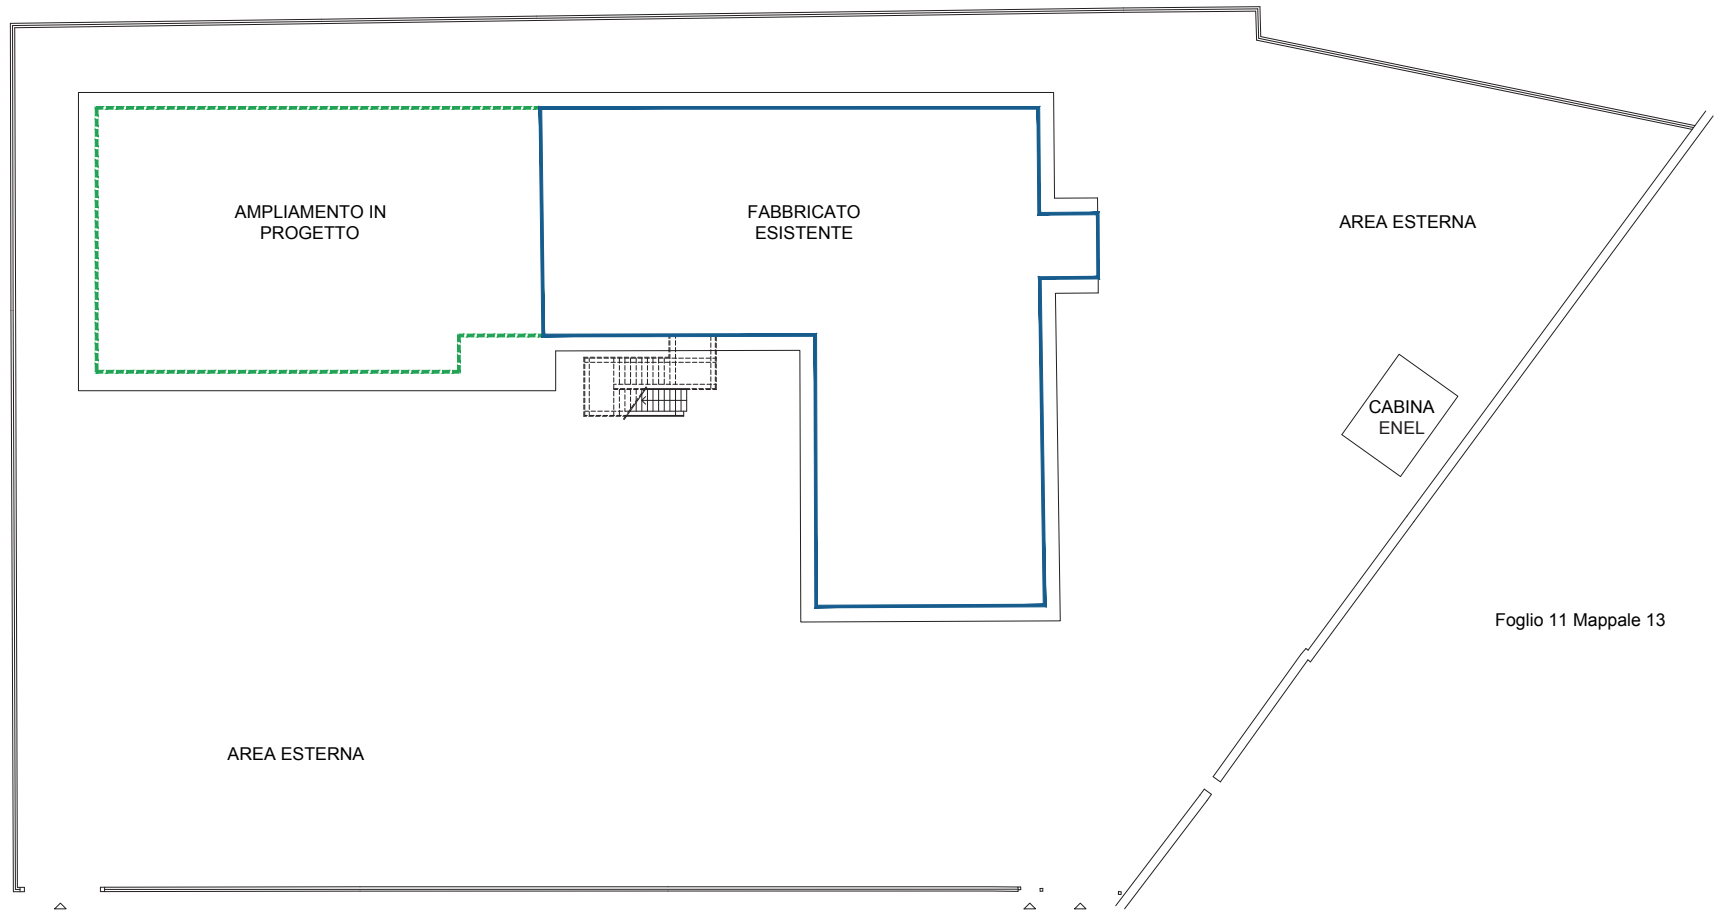 AMPLIAMENTO IN
PROGETTO
FABBRICATO
ESISTENTE
AREA ESTERNA
CABINA
ENEL
Foglio 11 Mappale 13
AREA ESTERNA